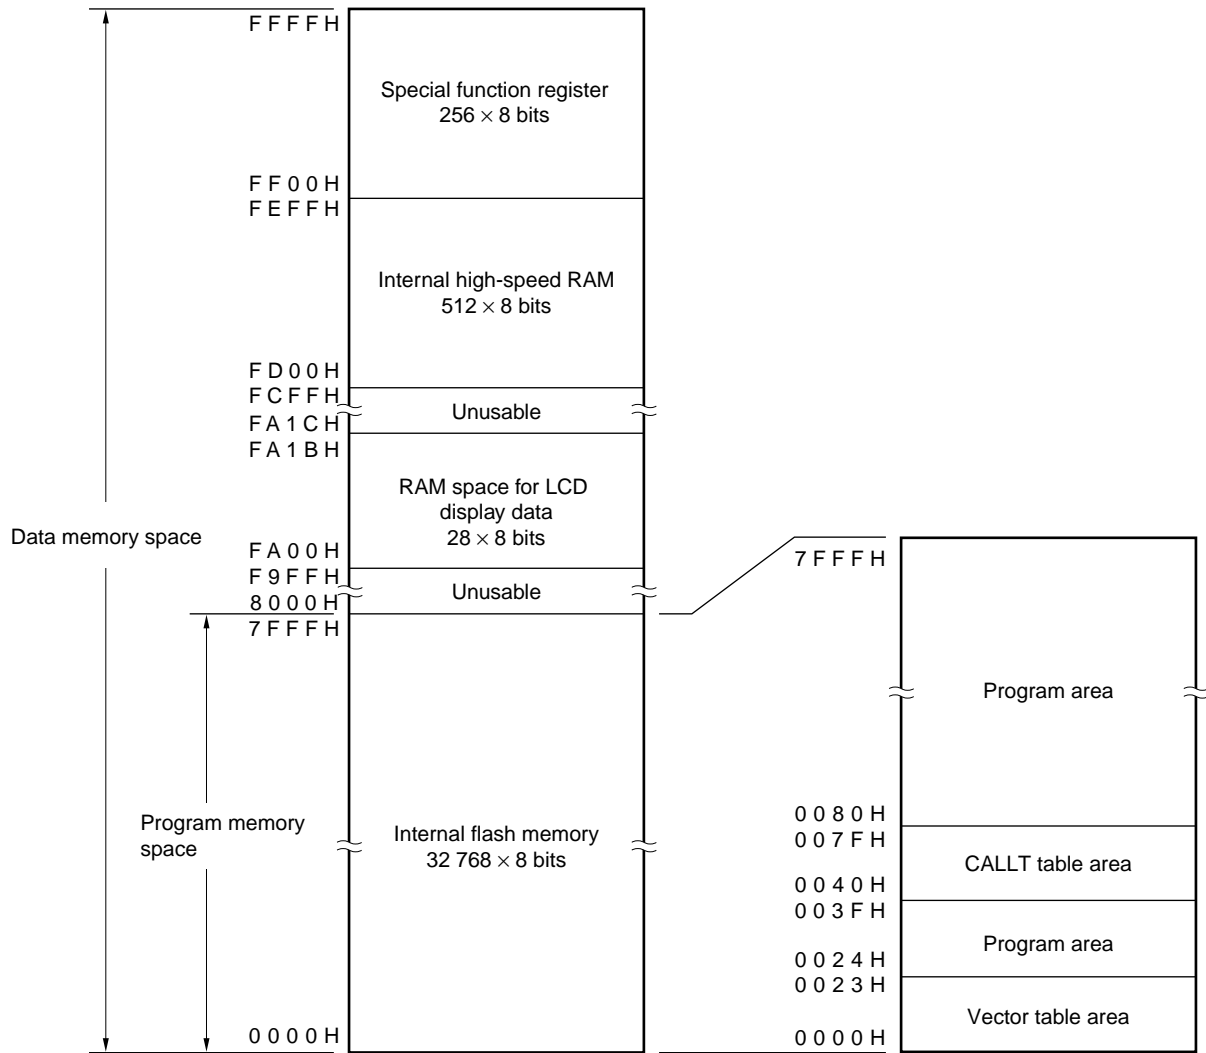 FFFFH
Special function register
256 × 8 bits
FF00H
FEFFH
Internal high-speed RAM
512 × 8 bits
FD00H
FCFFH
Unusable
FA1CH
FA1BH
RAM space for LCD
display data
28 × 8 bits
Data memory space
FA00H
F9FFH
Unusable
8000H
7FFFH
Program memory
space
Internal flash memory
32 768 × 8 bits
0000H
7FFFH
Program area
0080H
007FH
CALLT table area
0040H
003FH
Program area
0024H
0023H
Vector table area
0000H